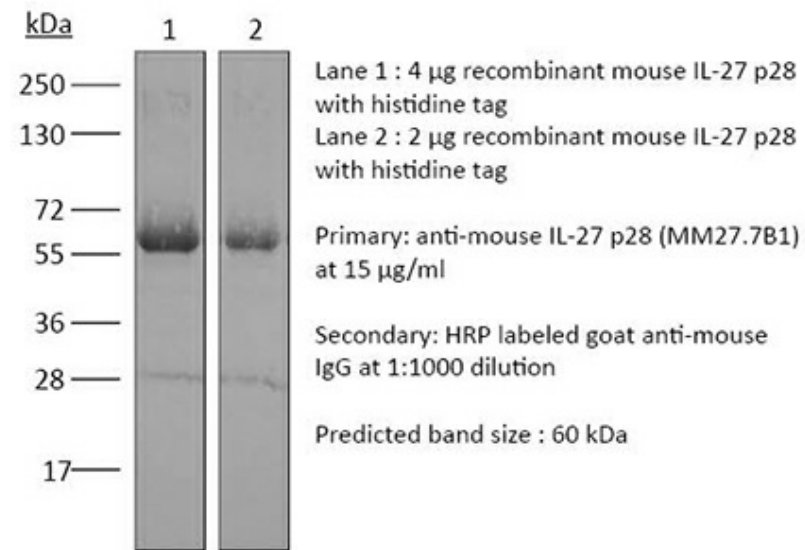 kDa
1 2
250
130
72
55
36
28
17
Lane 1 : 4 µg recombinant mouse IL-27 p28
with histidine tag
Lane 2 : 2 µg recombinant mouse IL-27 p28
with histidine tag
Primary: anti-mouse IL-27 p28 (MM27.7B1)
at 15 µg/ml
Secondary: HRP labeled goat anti-mouse
IgG at 1:1000 dilution
Predicted band size : 60 kDa